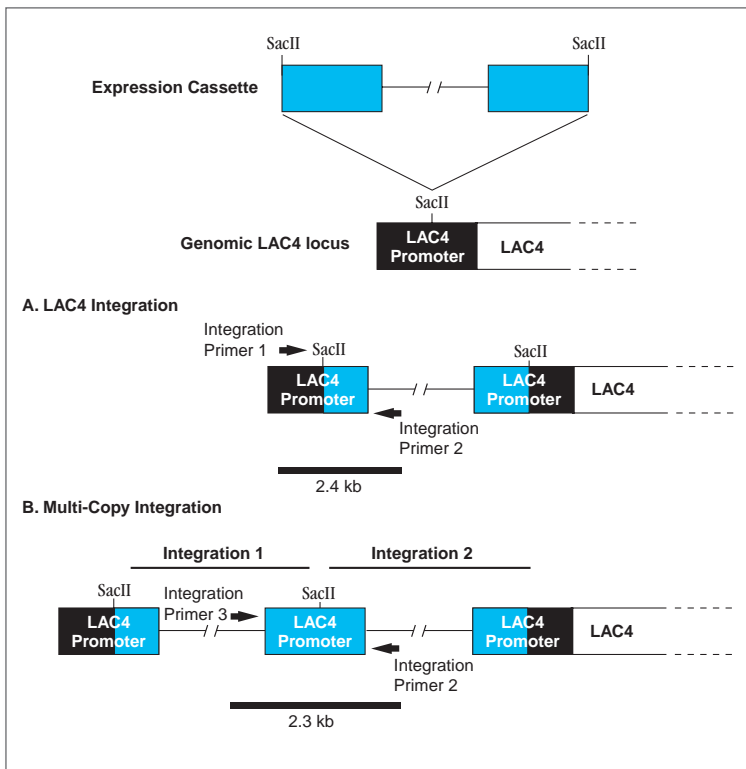 SacII
SacII
Expression Cassette
SacII
Genomic LAC4 locus
LAC4
Promoter
LAC4
A. LAC4 Integration
Integration
Primer 1
SacII
SacII
LAC4
Promoter
LAC4
Promoter
LAC4
Integration
Primer 2
2.4 kb
B. Multi-Copy Integration
Integration 1
Integration 2
SacII
Integration
Primer 3
SacII
LAC4
Promoter
LAC4
Promoter
LAC4
Promoter
LAC4
Integration
Primer 2
2.3 kb